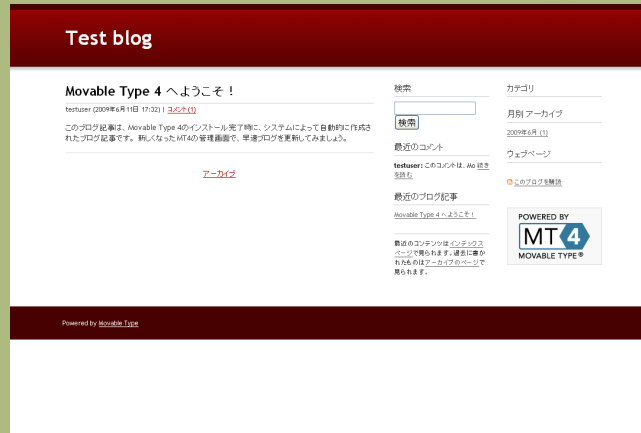 Test blog
Movable Type 4 へようこそ！
testuser (2009年6月11日 17:32) | コメント(1)
このブログ記事は、Movable Type 4のインストール完了時に、システムによって自動的に作成さ
れたブログ記事です。 新しくなったMT4の管理画面で、早速ブログを更新してみましょう。
アーカイブ
検索
検索
最近のコメント
testuser: このコメントは、Mo 続き
を読む
最近のブログ記事
Movable Type 4 へようこそ！
最近のコンテンツはインデックス
ページで見られます。過去に書か
れたものはアーカイブのページで
見られます。
カテゴリ
月別 アーカイブ
2009年6月 (1)
ウェブページ
このブログを購読
POWERED BY
MT 4
MOVABLE TYPE®
Powered by Movable Type